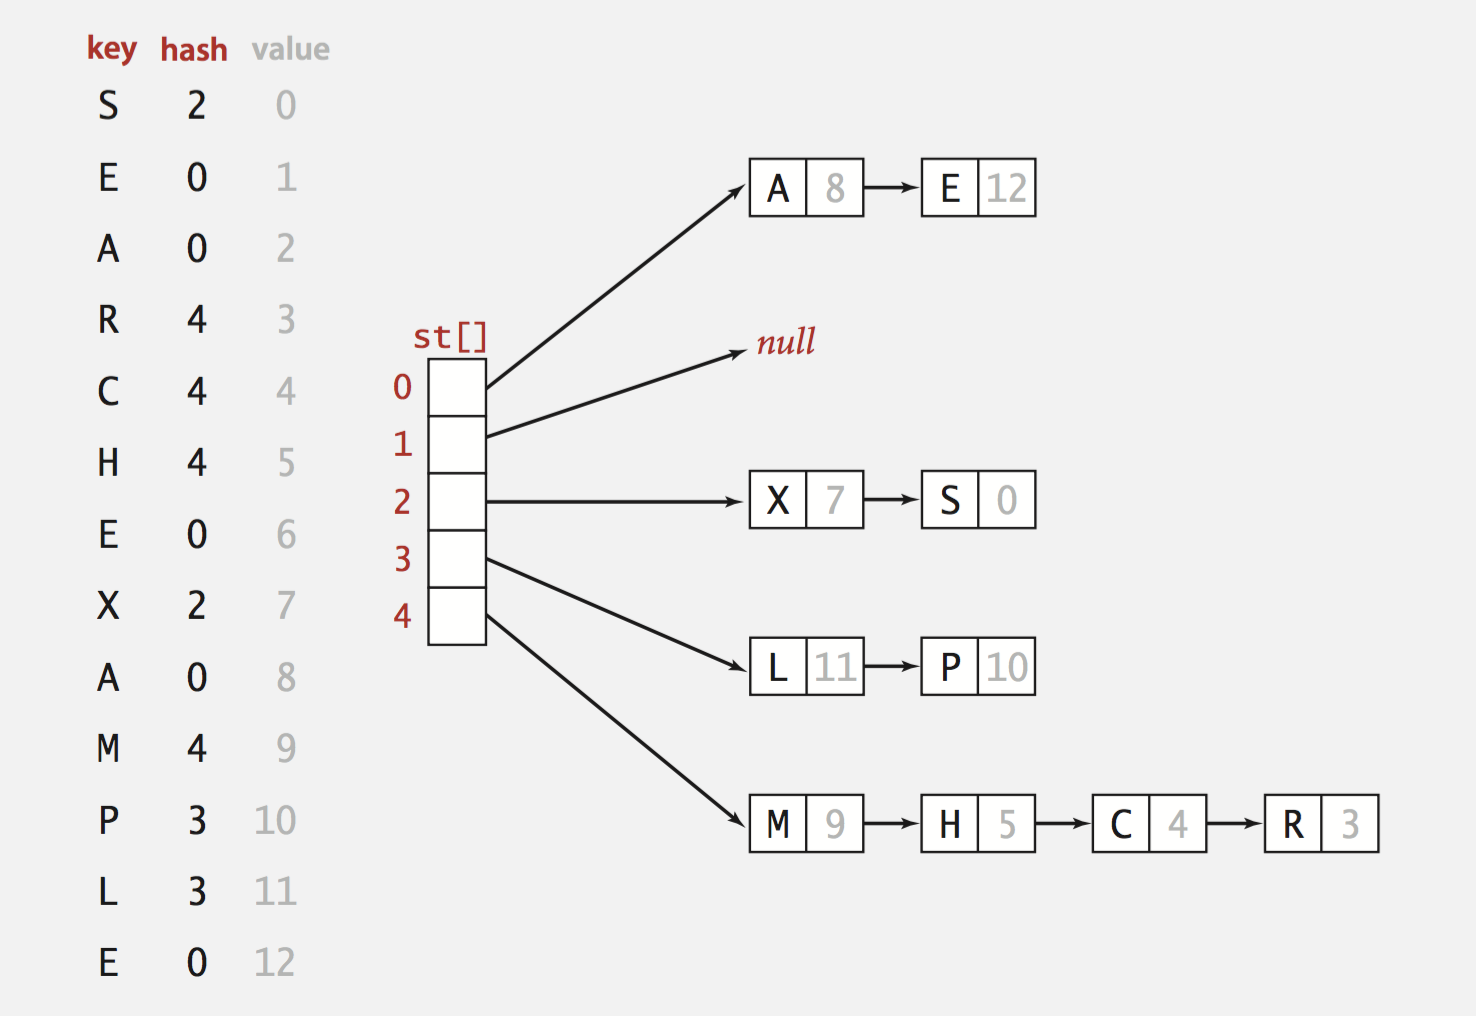 key hash value
S 2 0
E 0 1
A 0 2
R 4 3
C 4 4
H 4 5
E 0 6
X 2 7
A 0 8
M 4 9
P 3 10
L 3 11
E 0 12
st[]
0
1
2
3
4
A 8 E 12
null
X 7 S 0
L 11 P 10
M 9 H 5 C 4 R 3